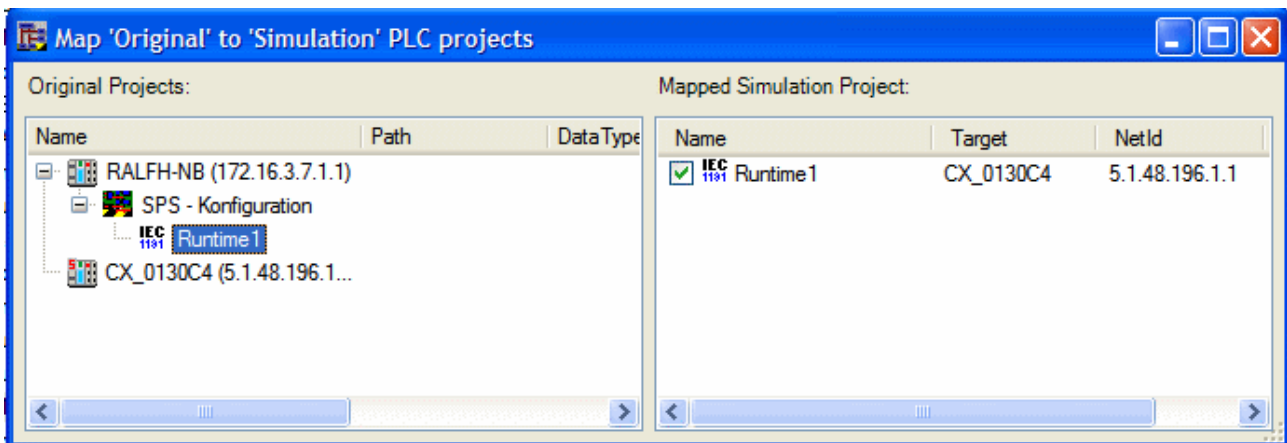 Map 'Original' to 'Simulation' PLC projects
Original Projects:
Mapped Simulation Project:
Name Path DataType
Name Target NetId
RALFH-NB (172.16.3.7.1.1)
IEC 1131 Runtime1 CX_0130C4 5.1.48.196.1.1
SPS - Konfiguration
IEC 1131 Runtime1
CX_0130C4 (5.1.48.196.1...